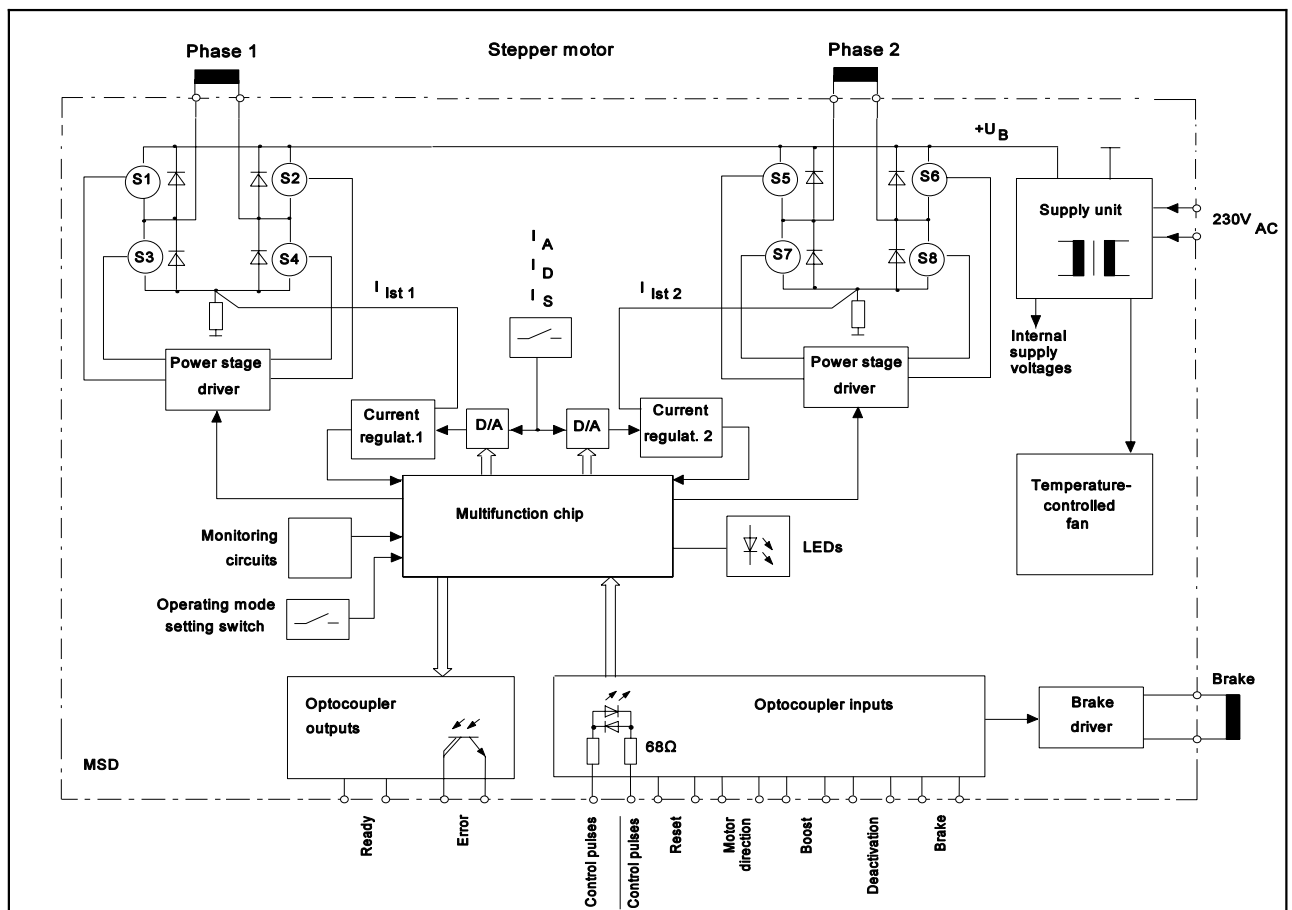 Phase 1
Stepper motor
Phase 2
+U B
S1
S2
S5
S6
Supply unit
230V AC
S3
S4
I A
I D
I S
S7
S8
I Ist 1
I Ist 2
Internal
supply
voltages
Power stage
driver
Power stage
driver
Current
regulat.1
D/A
D/A
Current
regulat. 2
Multifunction chip
Temperature-
controlled
fan
Monitoring
circuits
LEDs
Operating mode
setting switch
Optocoupler
outputs
Optocoupler inputs
68Ω
Brake
driver
Brake
MSD
Ready
Error
Control pulses
Control pulses
Reset
Motor
direction
Boost
Deactivation
Brake